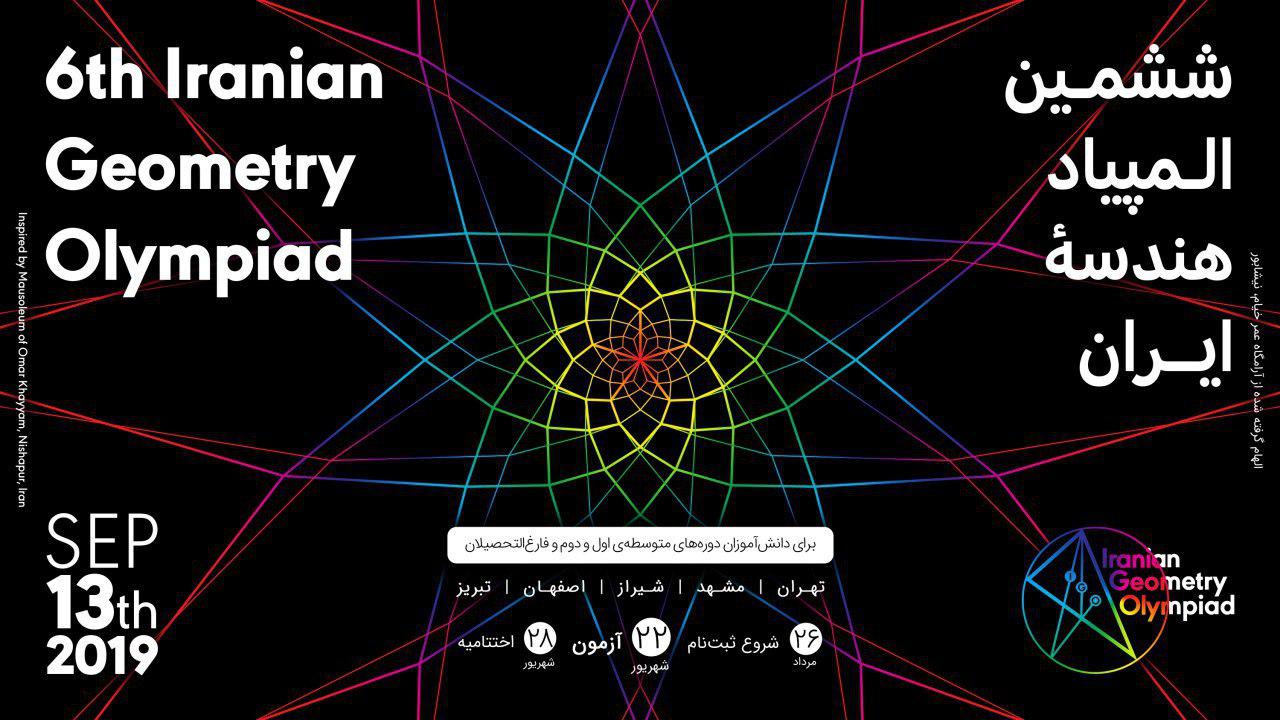 6th Iranian
Geometry
Olympiad
ششمین
المپیاد
هندسهٔ
ایران
Inspired by Mausoleum of Omar Khayyam, Nishapur, Iran
الهام گرفته شده از آرامگاه عمر خیام، نیشابور
SEP
13th
2019
برای دانش‌آموزان دوره‌های متوسطه‌ی اول و دوم و فارغ‌التحصیلان
تهران | مشهد | شیراز | اصفهان | تبریز
۲۶ مرداد شروع ثبت‌نام
۲۲ شهریور آزمون
۲۸ شهریور اختتامیه
Iranian
Geometry
Olympiad
I
G
O